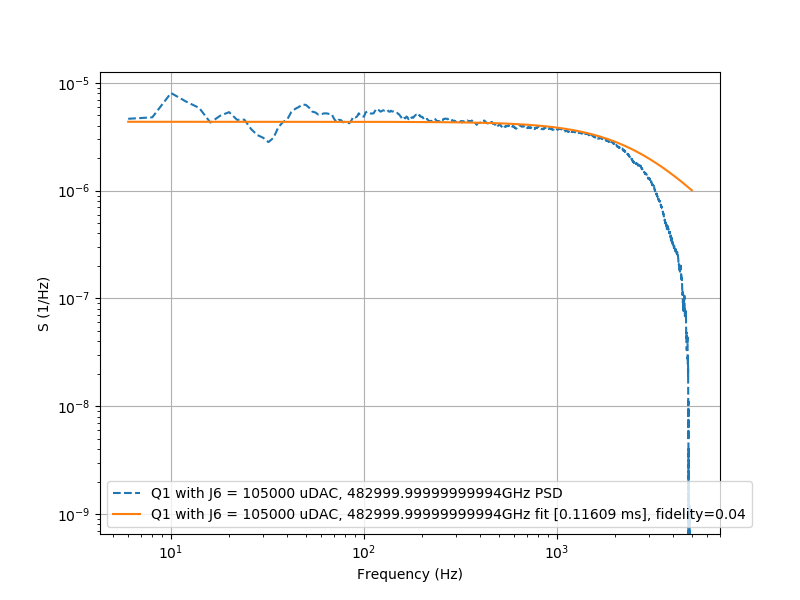 10⁻⁵
10⁻⁶
10⁻⁷
10⁻⁸
10⁻⁹
S (1/Hz)
Q1 with J6 = 105000 uDAC, 482999.99999999994GHz PSD
Q1 with J6 = 105000 uDAC, 482999.99999999994GHz fit [0.11609 ms], fidelity=0.04
10¹ 10² 10³
Frequency (Hz)